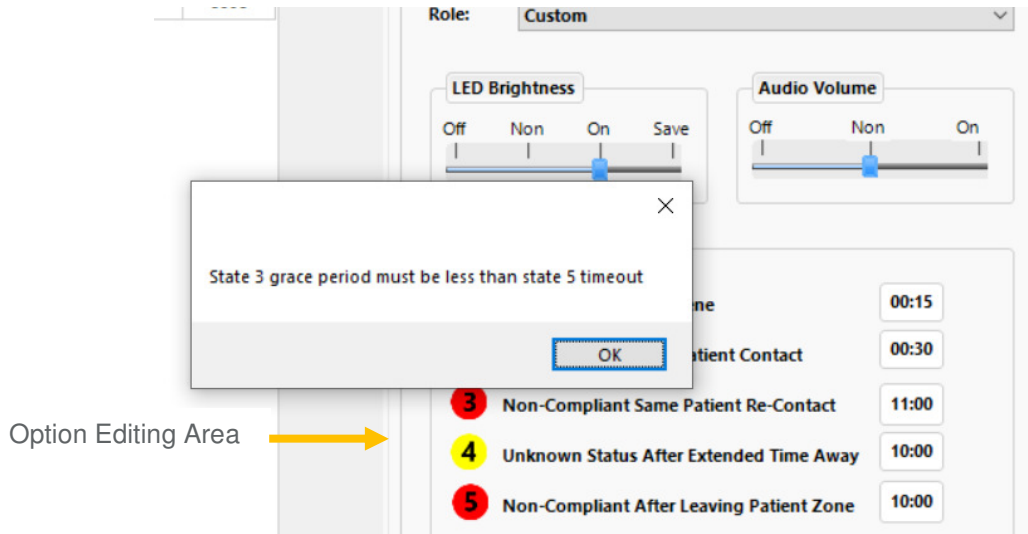 Role: Custom
LED Brightness
Audio Volume
Off Non On Save
Off Non On
State 3 grace period must be less than state 5 timeout
OK
00:15
tient Contact 00:30
3 Non-Compliant Same Patient Re-Contact 11:00
Option Editing Area
4 Unknown Status After Extended Time Away 10:00
5 Non-Compliant After Leaving Patient Zone 10:00